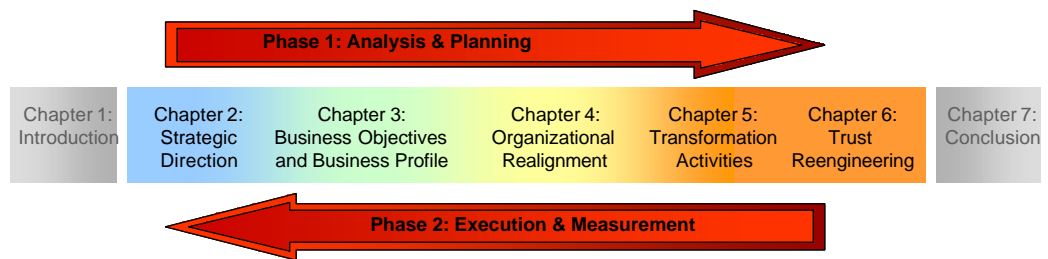 Phase 1: Analysis & Planning
Chapter 1:
Introduction
Chapter 2:
Strategic
Direction
Chapter 3:
Business Objectives
and Business Profile
Chapter 4:
Organizational
Realignment
Chapter 5:
Transformation
Activities
Chapter 6:
Trust
Reengineering
Chapter 7:
Conclusion
Phase 2: Execution & Measurement